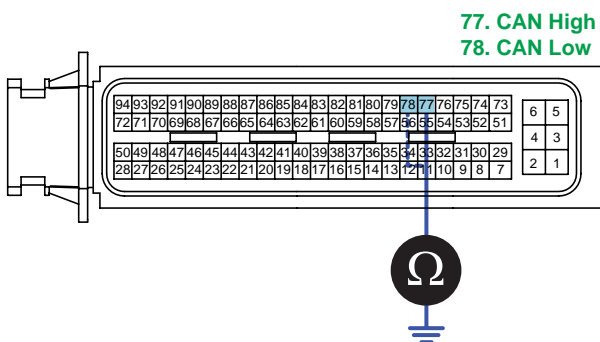 77. CAN High
78. CAN Low
94 93 92 91 90 89 88 87 86 85 84 83 82 81 80 79 78 77 76 75 74 73
72 71 70 69 68 67 66 65 64 63 62 61 60 59 58 57 56 55 54 53 52 51
50 49 48 47 46 45 44 43 42 41 40 39 38 37 36 35 34 33 32 31 30 29
28 27 26 25 24 23 22 21 20 19 18 17 16 15 14 13 12 11 10 9 8 7
6 5
4 3
2 1
Ω